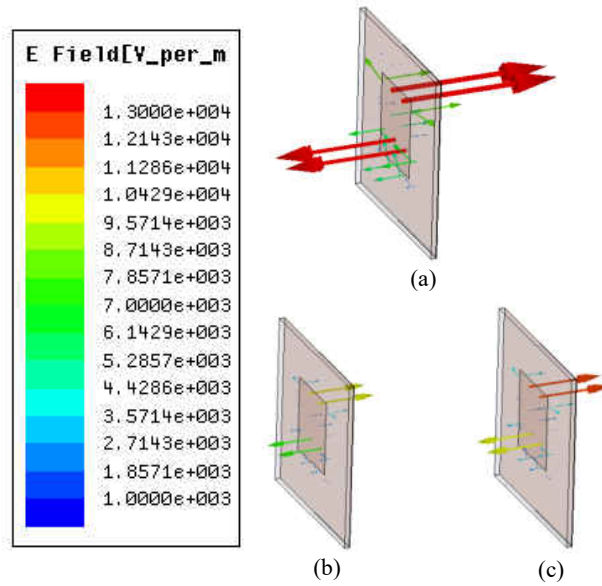 E Field[V_per_m
1.3000e+004
1.2143e+004
1.1286e+004
1.0429e+004
9.5714e+003
8.7143e+003
7.8571e+003
7.0000e+003
6.1429e+003
5.2857e+003
4.4286e+003
3.5714e+003
2.7143e+003
1.8571e+003
1.0000e+003
(a)
(b)
(c)